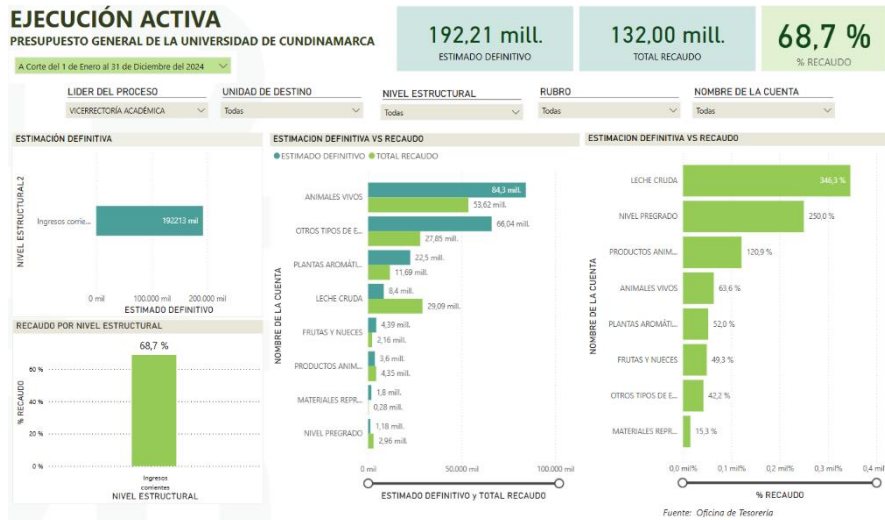 EJECUCIÓN ACTIVA
PRESUPUESTO GENERAL DE LA UNIVERSIDAD DE CUNDINAMARCA
A Corte del 1 de Enero al 31 de Diciembre del 2024
192,21 mill.
ESTIMADO DEFINITIVO
132,00 mill.
TOTAL RECAUDO
68,7 %
% RECAUDO
LIDER DEL PROCESO
VICERRECTORÍA ACADÉMICA
UNIDAD DE DESTINO
Todas
NIVEL ESTRUCTURAL
Todas
RUBRO
Todas
NOMBRE DE LA CUENTA
Todas
ESTIMACIÓN DEFINITIVA
NIVEL ESTRUCTURAL2
Ingresos corrie...
192213 mil
0 mil 100.000 mil 200.000 mil
ESTIMADO DEFINITIVO
RECAUDO POR NIVEL ESTRUCTURAL
68,7 %
% RECAUDO
60 %
40 %
20 %
0 %
Ingresos
corrientes
NIVEL ESTRUCTURAL
ESTIMACION DEFINITIVA VS RECAUDO
ESTIMADO DEFINITIVO TOTAL RECAUDO
NOMBRE DE LA CUENTA
ANIMALES VIVOS
84,3 mill.
53,62 mill.
OTROS TIPOS DE E...
66,04 mill.
27,85 mill.
PLANTAS AROMÁTI...
22,5 mill.
11,69 mill.
LECHE CRUDA
8,4 mill.
29,09 mill.
FRUTAS Y NUECES
4,39 mill.
2,16 mill.
PRODUCTOS ANIM...
3,6 mill.
4,35 mill.
MATERIALES REPR...
1,8 mill.
0,28 mill.
NIVEL PREGRADO
1,18 mill.
2,96 mill.
0 mil 50.000 mil 100.000 mil
ESTIMADO DEFINITIVO y TOTAL RECAUDO
ESTIMACION DEFINITIVA VS RECAUDO
NOMBRE DE LA CUENTA
LECHE CRUDA 346,3 %
NIVEL PREGRADO 250,0 %
PRODUCTOS ANIM... 120,9 %
ANIMALES VIVOS 63,6 %
PLANTAS AROMÁTI... 52,0 %
FRUTAS Y NUECES 49,3 %
OTROS TIPOS DE E... 42,2 %
MATERIALES REPR... 15,3 %
0,0 mil% 0,1 mil% 0,2 mil% 0,3 mil% 0,4 mil
% RECAUDO
Fuente: Oficina de Tesorería